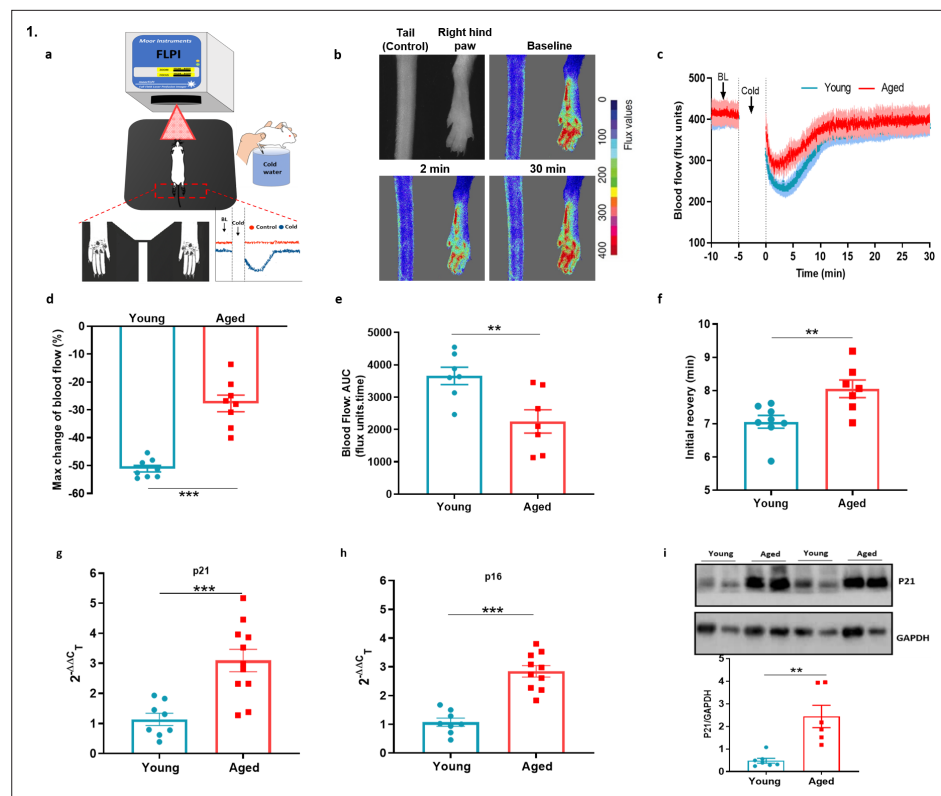 1.
a
Moor Instruments
FLPI
Cold
water
BL
Cold
Control
Cold
b
Tail
(Control)
Right hind
paw
Baseline
2 min
30 min
0
100
200
300
400
Flux values
c
BL
Cold
Young
Aged
Blood flow (flux units)
500
400
300
200
100
-10
-5
0
5
10
15
20
25
30
Time (min)
d
Young
Aged
Max change of blood flow (%)
0
-10
-20
-30
-40
-50
-60
***
e
**
Blood Flow: AUC
(flux units.time)
5000
4000
3000
2000
1000
0
Young
Aged
f
**
Initial reovery (min)
10
9
8
7
6
5
Young
Aged
g
p21
***
2^-ΔΔC_T
6
5
4
3
2
1
0
Young
Aged
h
p16
***
2^-ΔΔC_T
6
5
4
3
2
1
0
Young
Aged
i
Young
Aged
Young
Aged
P21
GAPDH
**
P21/GAPDH
5
4
3
2
1
0
Young
Aged